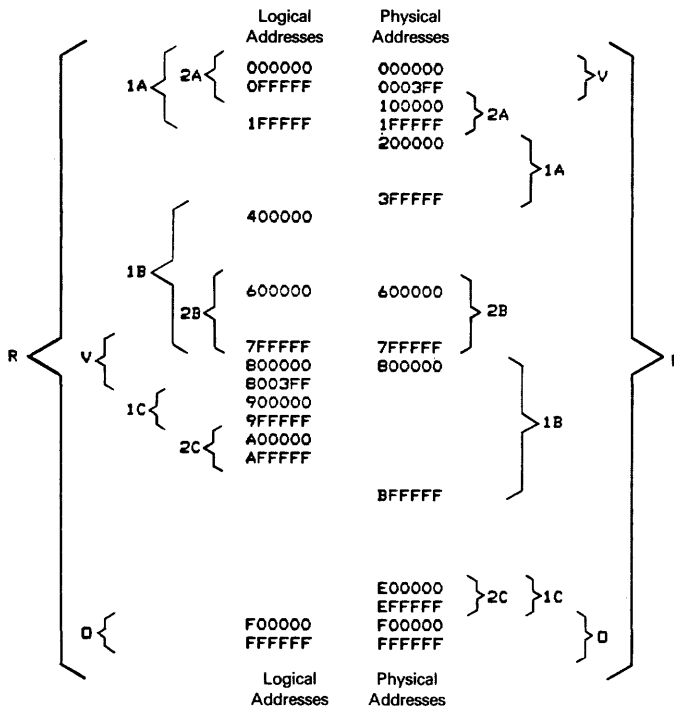 Logical Physical
Addresses Addresses
000000 000000
1A 2A 0FFFFF 0003FF V
100000
1FFFFF 1FFFFF 2A
200000
1A
3FFFFF
400000
1B
600000 600000
2B 2B
7FFFFF 7FFFFF
R V 800000 800000
8003FF
900000
1C 9FFFFF 1B
A00000
2C AFFFFF
BFFFFF
E00000
2C 1C
EFFFFF
O F00000 F00000 O
FFFFFF FFFFFF
Logical Physical
Addresses Addresses